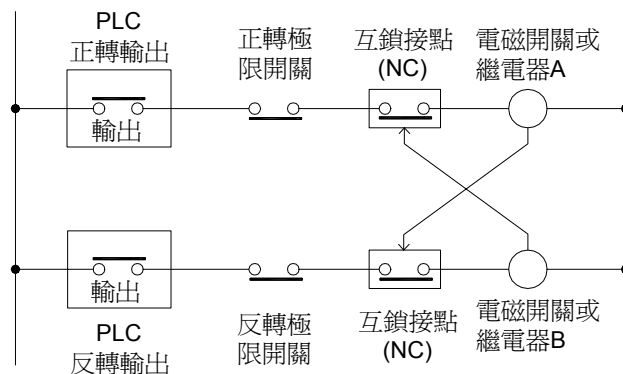 PLC
正轉輸出
正轉極
限開關
互鎖接點
(NC)
電磁開關或
繼電器A
輸出
輸出
PLC
反轉輸出
反轉極
限開關
互鎖接點
(NC)
電磁開關或
繼電器B